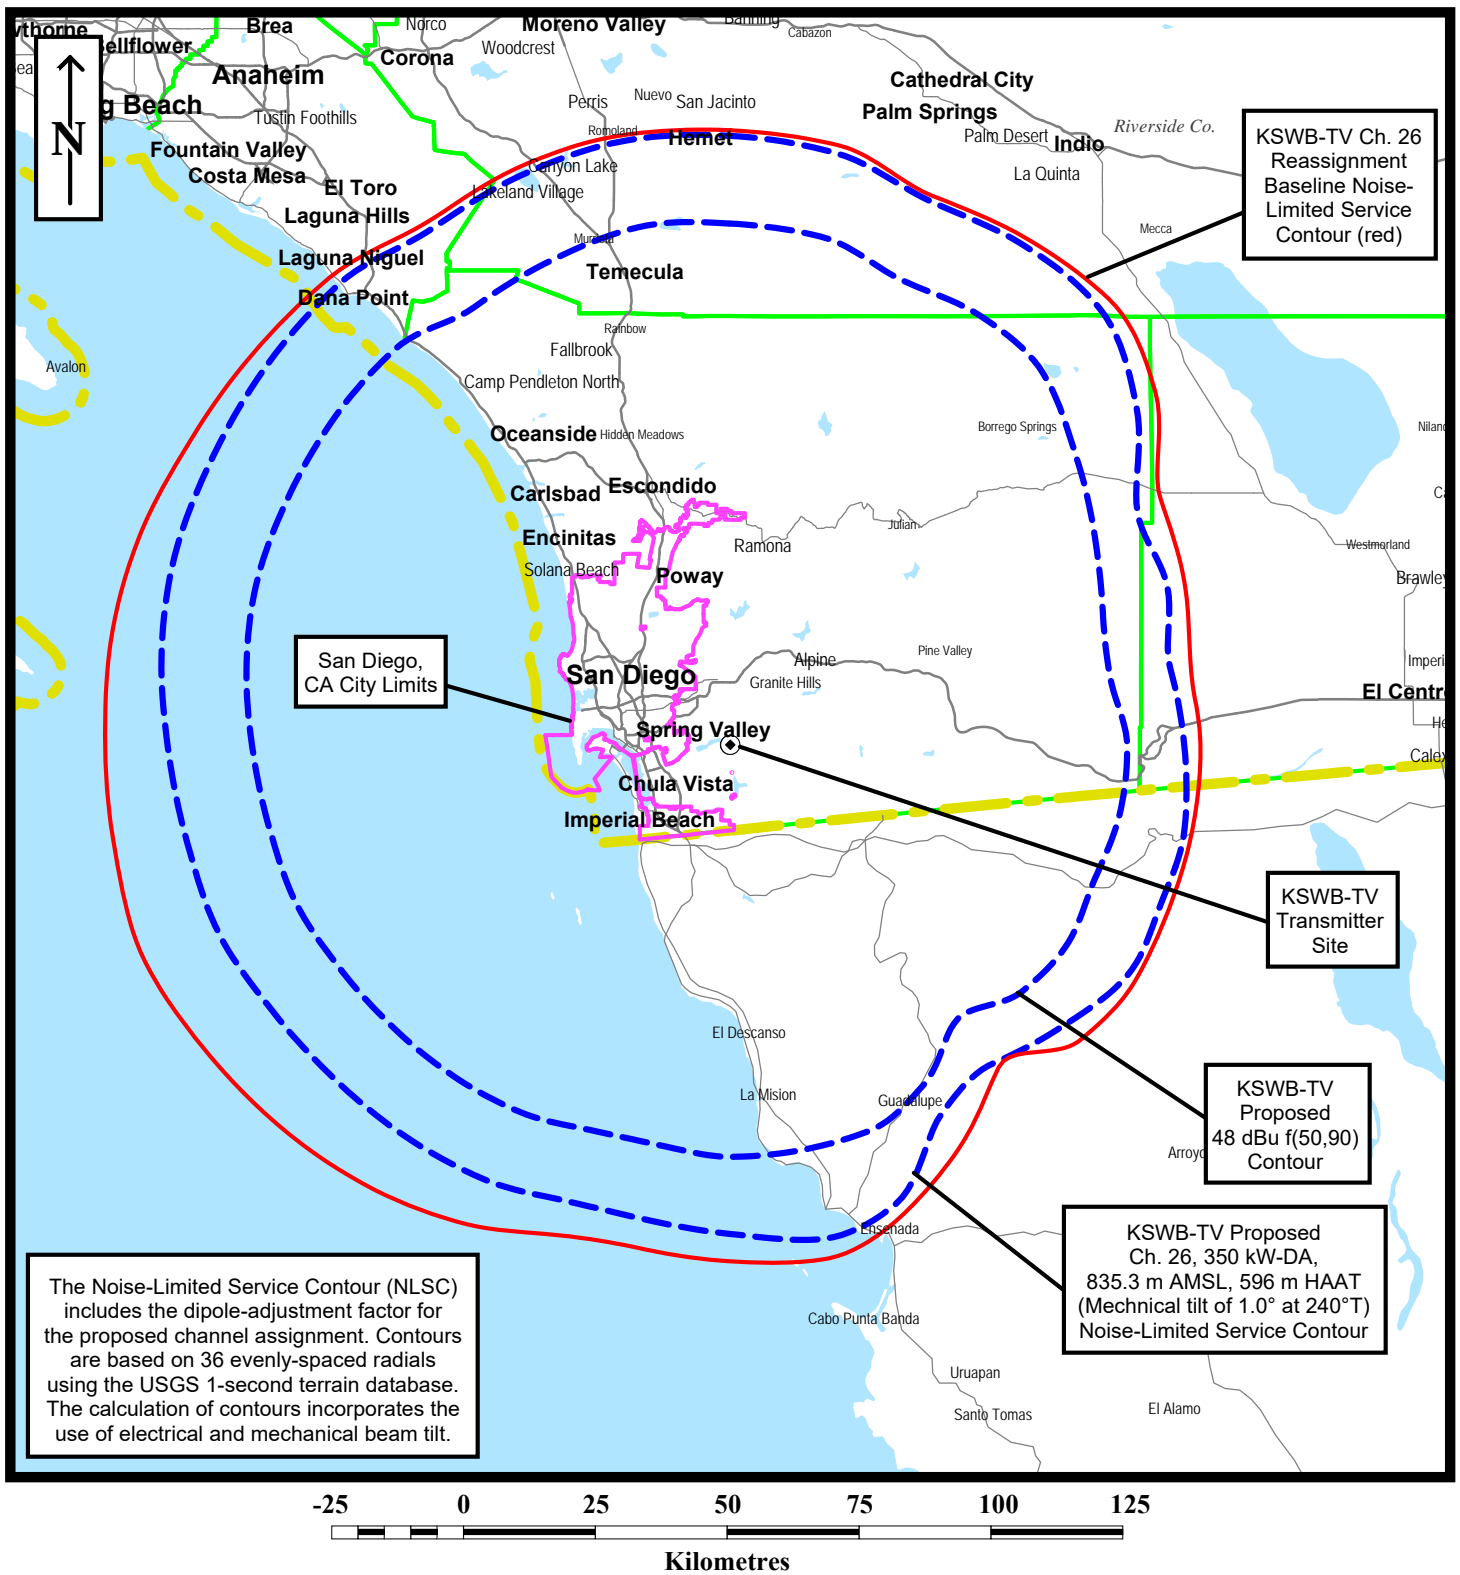 wthorne
Brea
Norco
Moreno Valley
Banning
Cabazon
ellflower
Corona
Woodcrest
Anaheim
Cathedral City
g Beach
Perris
Nuevo
San Jacinto
Palm Springs
Tustin Foothills
Romoland
Hemet
Palm Desert
Indio
Riverside Co.
N
Fountain Valley
Costa Mesa
El Toro
Canyon Lake
La Quinta
Lakeland Village
Laguna Hills
KSWB-TV Ch. 26
Reassignment
Baseline Noise-
Limited Service
Contour (red)
Murrieta
Mecca
Laguna Niguel
Temecula
Dana Point
Rainbow
Fallbrook
Avalon
Camp Pendleton North
Oceanside
Hidden Meadows
Borrego Springs
Niland
Carlsbad
Escondido
Ca
Encinitas
Ramona
Julian
Westmorland
Solana Beach
Poway
Brawley
San Diego,
CA City Limits
San Diego
Alpine
Pine Valley
Imperi
Granite Hills
El Centro
Spring Valley
He
Calex
Chula Vista
Imperial Beach
KSWB-TV
Transmitter
Site
El Descanso
La Mision
Guadalupe
KSWB-TV
Proposed
48 dBu f(50,90)
Contour
Arroyo
Ensenada
KSWB-TV Proposed
Ch. 26, 350 kW-DA,
835.3 m AMSL, 596 m HAAT
(Mechnical tilt of 1.0° at 240°T)
Noise-Limited Service Contour
The Noise-Limited Service Contour (NLSC)
includes the dipole-adjustment factor for
the proposed channel assignment. Contours
are based on 36 evenly-spaced radials
using the USGS 1-second terrain database.
The calculation of contours incorporates the
use of electrical and mechanical beam tilt.
Cabo Punta Banda
Uruapan
Santo Tomas
El Alamo
-25 0 25 50 75 100 125
Kilometres